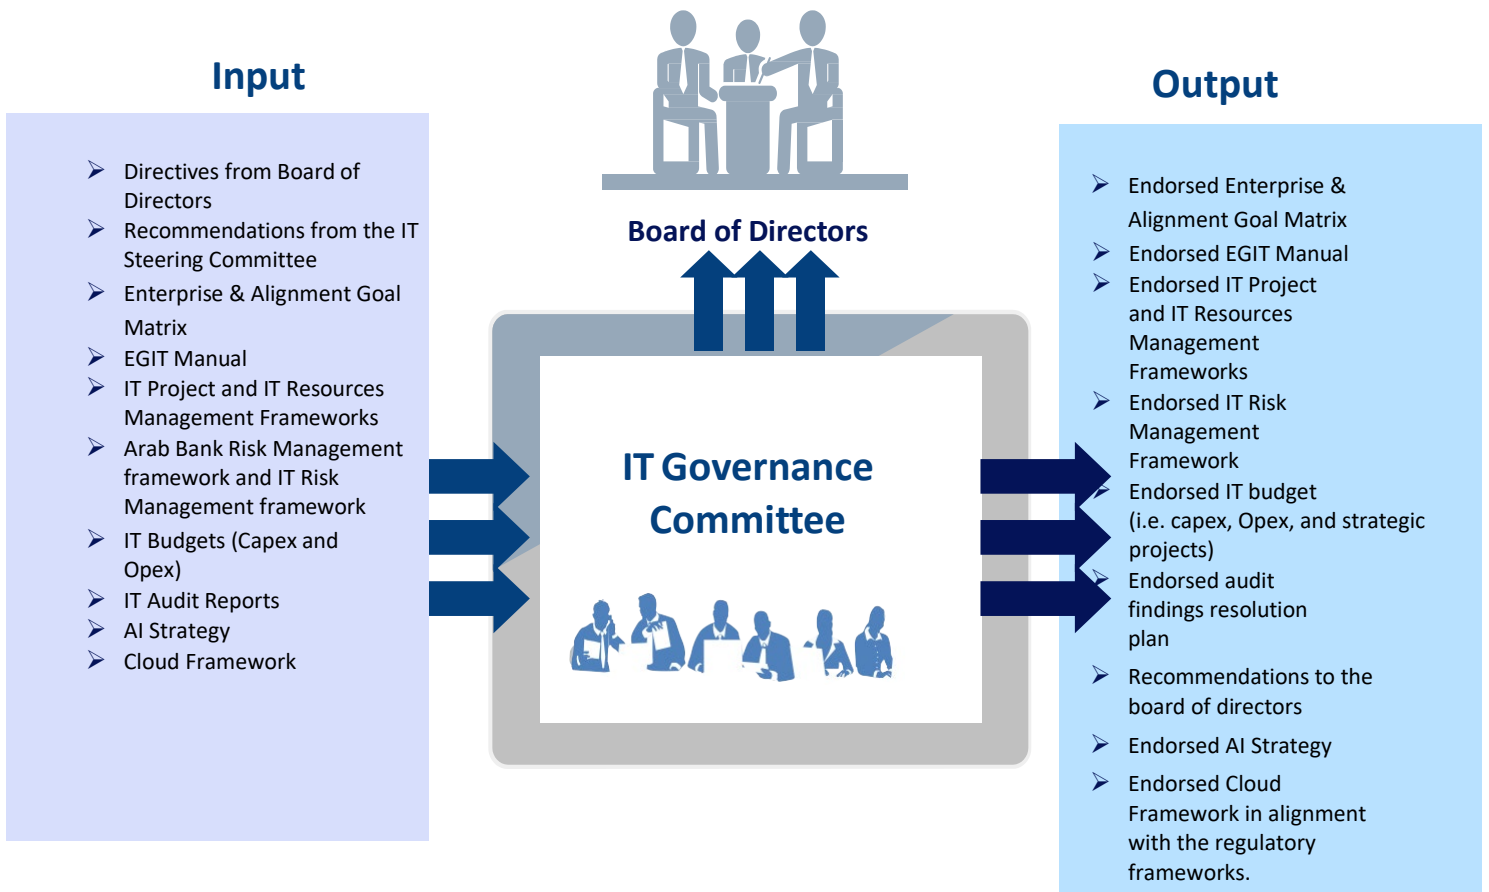 Input
➢ Directives from Board of
Directors
➢ Recommendations from the IT
Steering Committee
➢ Enterprise & Alignment Goal
Matrix
➢ EGIT Manual
➢ IT Project and IT Resources
Management Frameworks
➢ Arab Bank Risk Management
framework and IT Risk
Management framework
➢ IT Budgets (Capex and
Opex)
➢ IT Audit Reports
➢ AI Strategy
➢ Cloud Framework
Board of Directors
IT Governance
Committee
Output
➢ Endorsed Enterprise &
Alignment Goal Matrix
➢ Endorsed EGIT Manual
➢ Endorsed IT Project
and IT Resources
Management
Frameworks
➢ Endorsed IT Risk
Management
Framework
➢ Endorsed IT budget
(i.e. capex, Opex, and strategic
projects)
➢ Endorsed audit
findings resolution
plan
➢ Recommendations to the
board of directors
➢ Endorsed AI Strategy
➢ Endorsed Cloud
Framework in alignment
with the regulatory
frameworks.